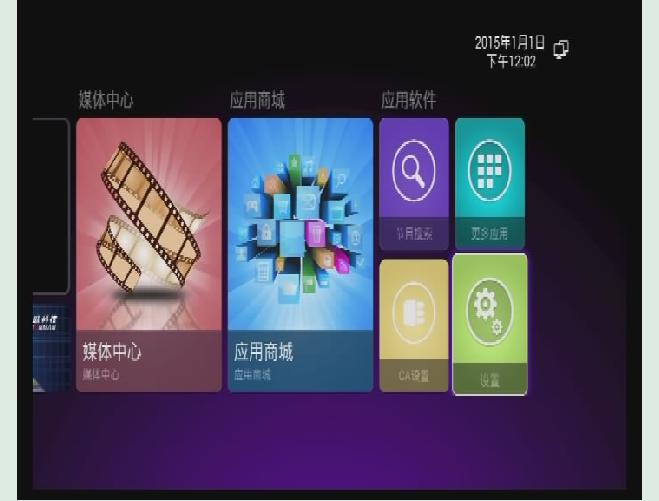 2015年1月1日
下午12:02
媒体中心
应用商城
应用软件
节目搜索
更多应用
媒体中心
媒体中心
应用商城
应用商城
CA设置
设置